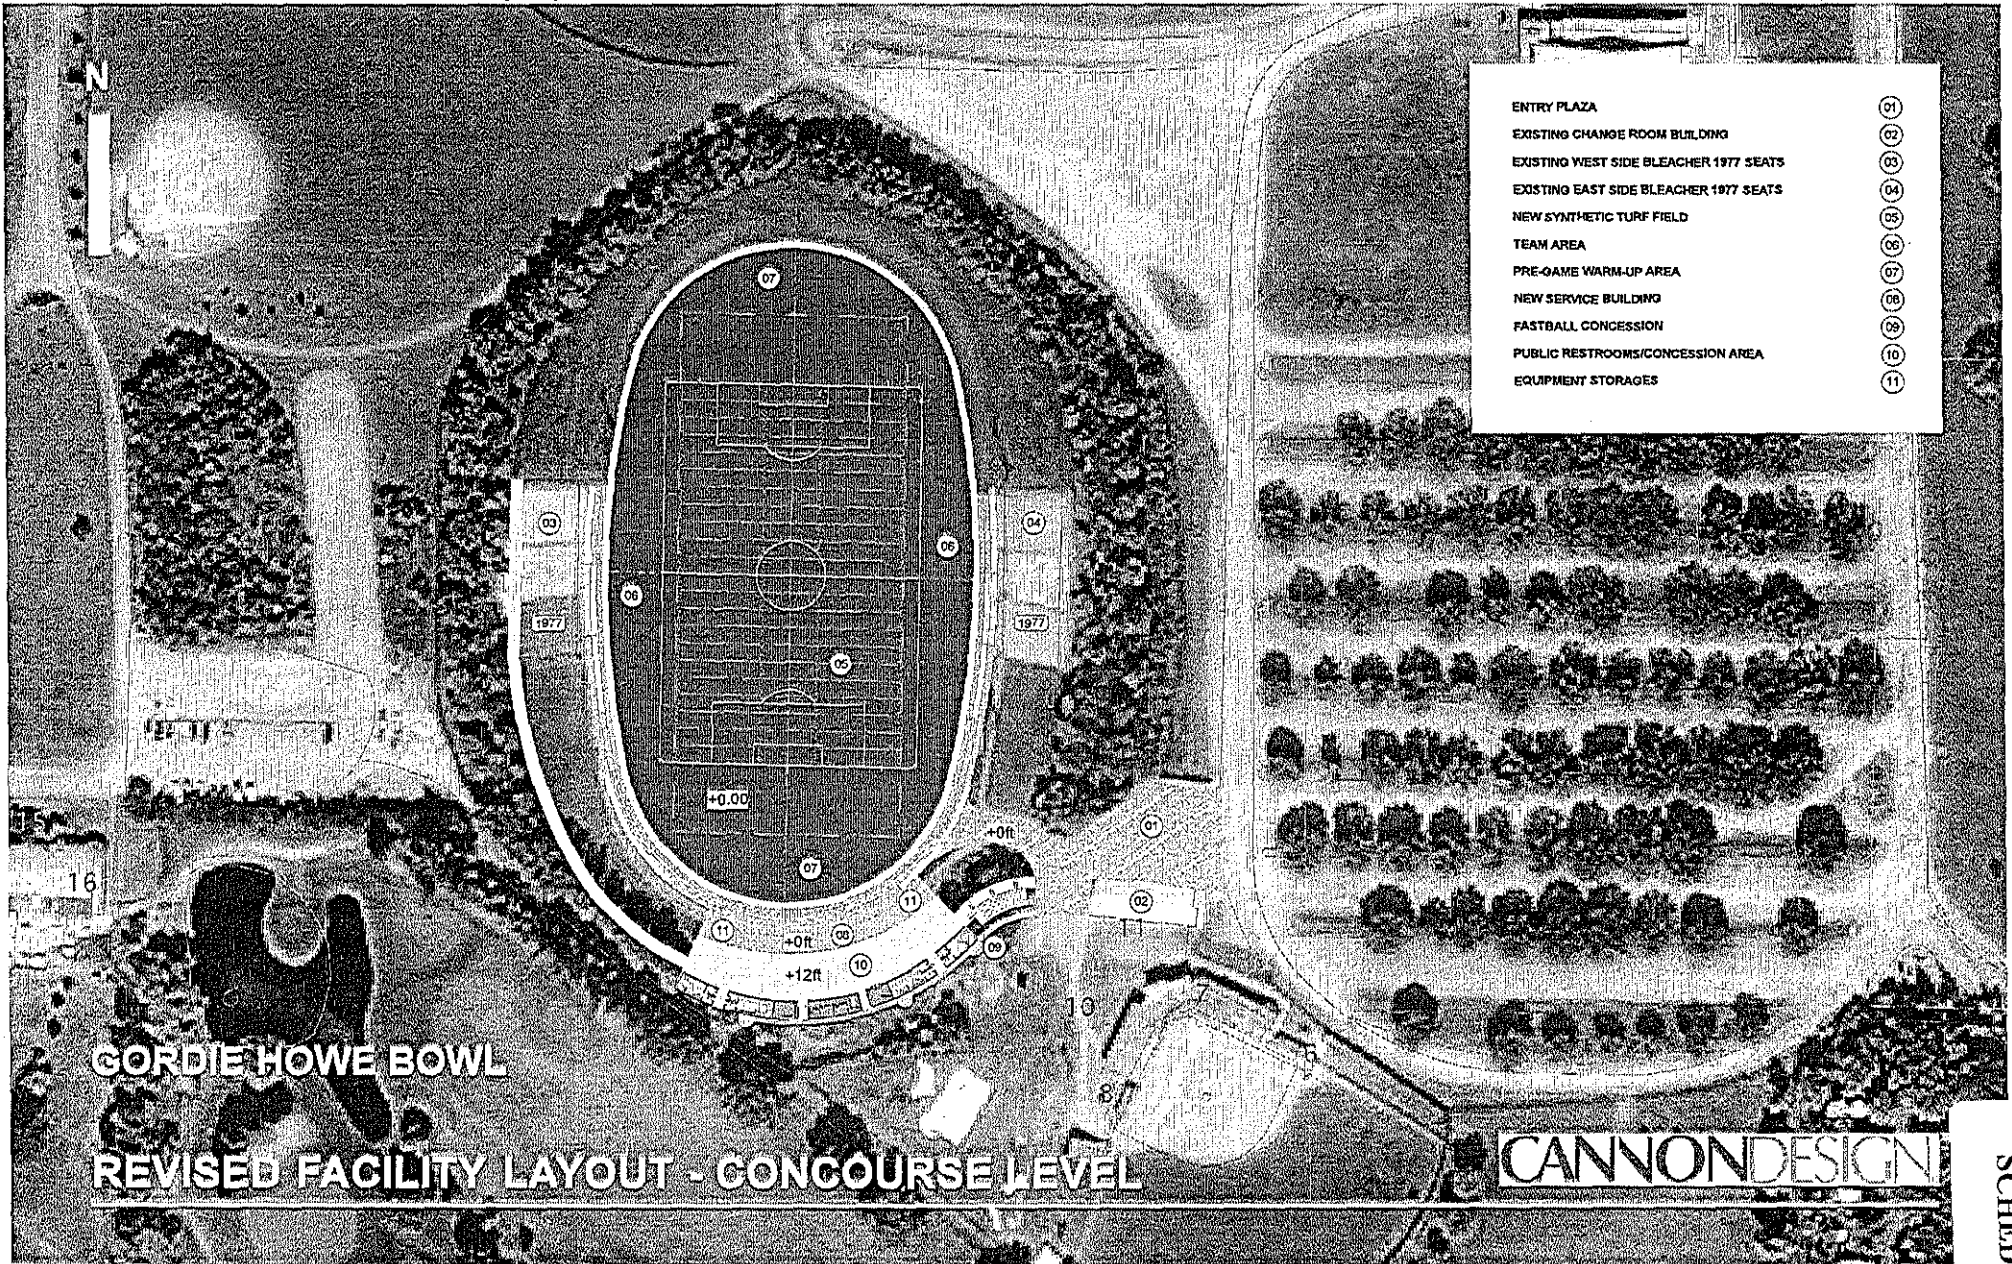 N
ENTRY PLAZA 01
EXISTING CHANGE ROOM BUILDING 02
EXISTING WEST SIDE BLEACHER 1977 SEATS 03
EXISTING EAST SIDE BLEACHER 1977 SEATS 04
NEW SYNTHETIC TURF FIELD 05
TEAM AREA 06
PRE-GAME WARM-UP AREA 07
NEW SERVICE BUILDING 08
FASTBALL CONCESSION 09
PUBLIC RESTROOMS/CONCESSION AREA 10
EQUIPMENT STORAGES 11
07
03
04
06
06
1977
1977
05
+0.00
01
+0ft
15
16
07
11
02
11
+0ft
08
09
10
+12ft
7
10
6
8
GORDIE HOWE BOWL
REVISED FACILITY LAYOUT - CONCOURSE LEVEL
CANNONDESIGN